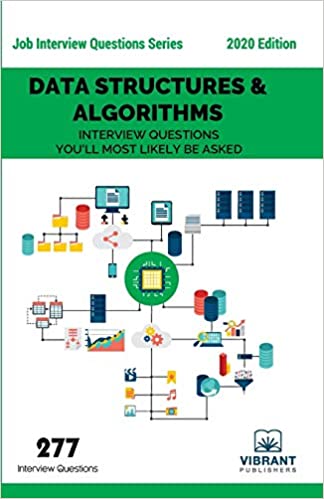 Job Interview Questions Series 2020 Edition
DATA STRUCTURES &
ALGORITHMS
INTERVIEW QUESTIONS
YOU'LL MOST LIKELY BE ASKED
277
Interview Questions
VIBRANT
PUBLISHERS